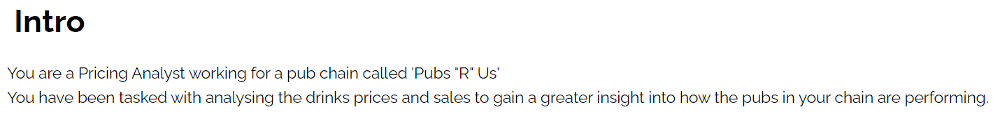 Intro
You are a Pricing Analyst working for a pub chain called 'Pubs "R" Us'
You have been tasked with analysing the drinks prices and sales to gain a greater insight into how the pubs in your chain are performing.